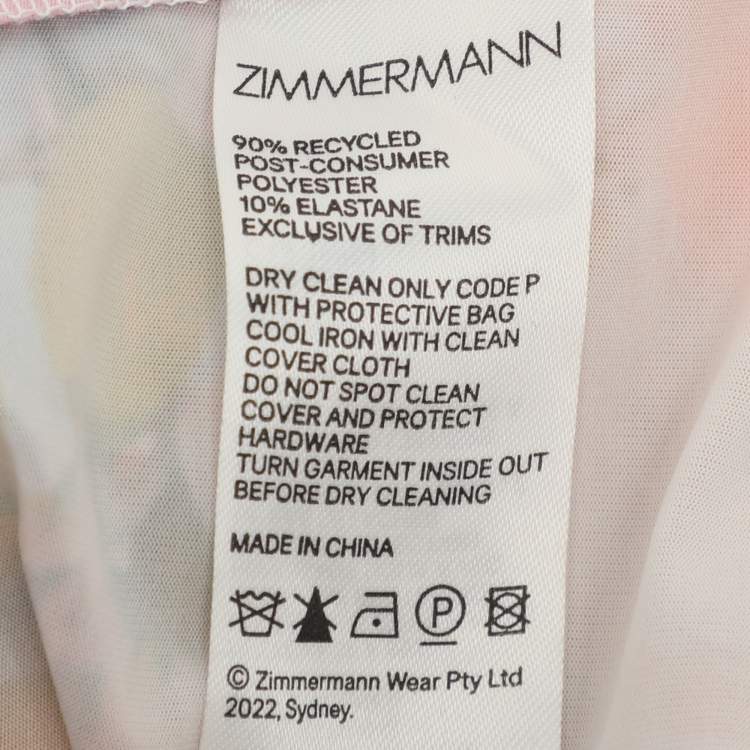 ZIMMERMANN
90% RECYCLED
POST-CONSUMER
POLYESTER
10% ELASTANE
EXCLUSIVE OF TRIMS
DRY CLEAN ONLY CODE P
WITH PROTECTIVE BAG
COOL IRON WITH CLEAN
COVER CLOTH
DO NOT SPOT CLEAN
COVER AND PROTECT
HARDWARE
TURN GARMENT INSIDE OUT
BEFORE DRY CLEANING
MADE IN CHINA
P
© Zimmermann Wear Pty Ltd
2022, Sydney.